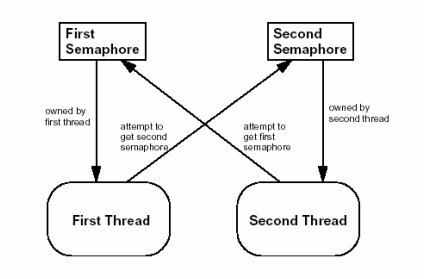 First
Semaphore
Second
Semaphore
owned by
first thread
attempt to
get second
semaphore
attempt to
get first
semaphore
owned by
second thread
First Thread
Second Thread